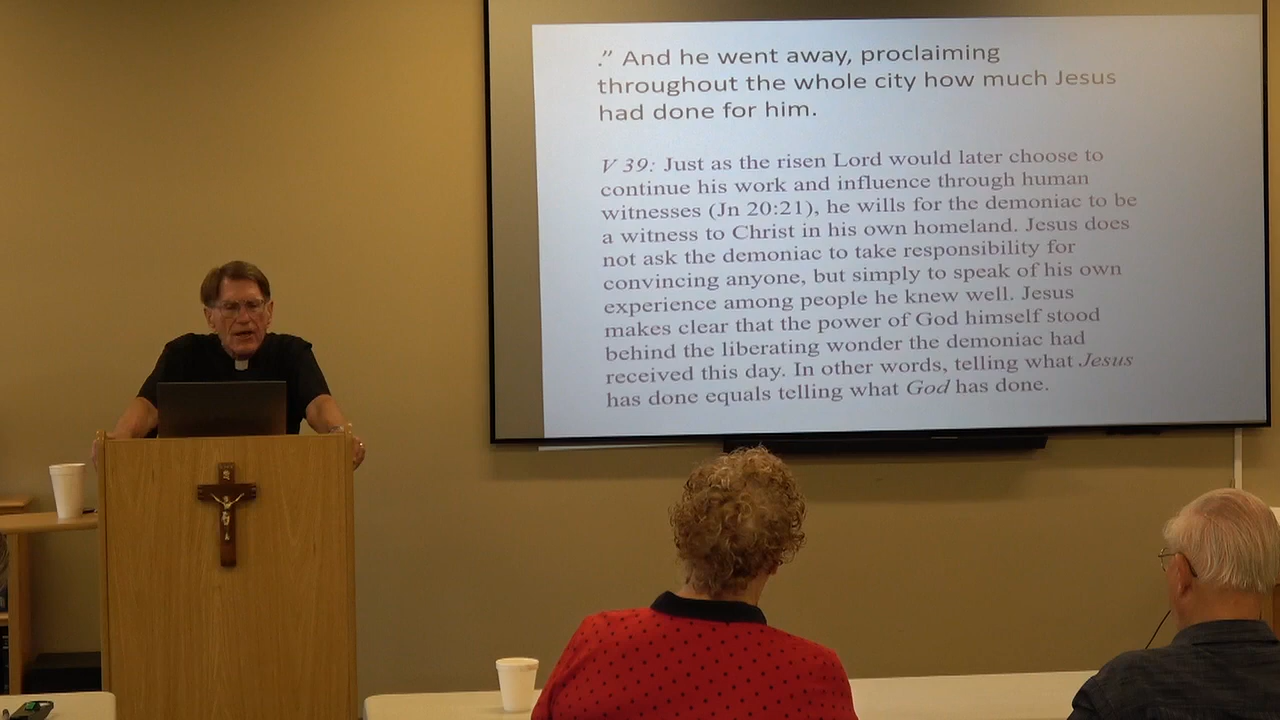 .” And he went away, proclaiming
throughout the whole city how much Jesus
had done for him.
V 39: Just as the risen Lord would later choose to
continue his work and influence through human
witnesses (Jn 20:21), he wills for the demoniac to be
a witness to Christ in his own homeland. Jesus does
not ask the demoniac to take responsibility for
convincing anyone, but simply to speak of his own
experience among people he knew well. Jesus
makes clear that the power of God himself stood
behind the liberating wonder the demoniac had
received this day. In other words, telling what Jesus
has done equals telling what God has done.